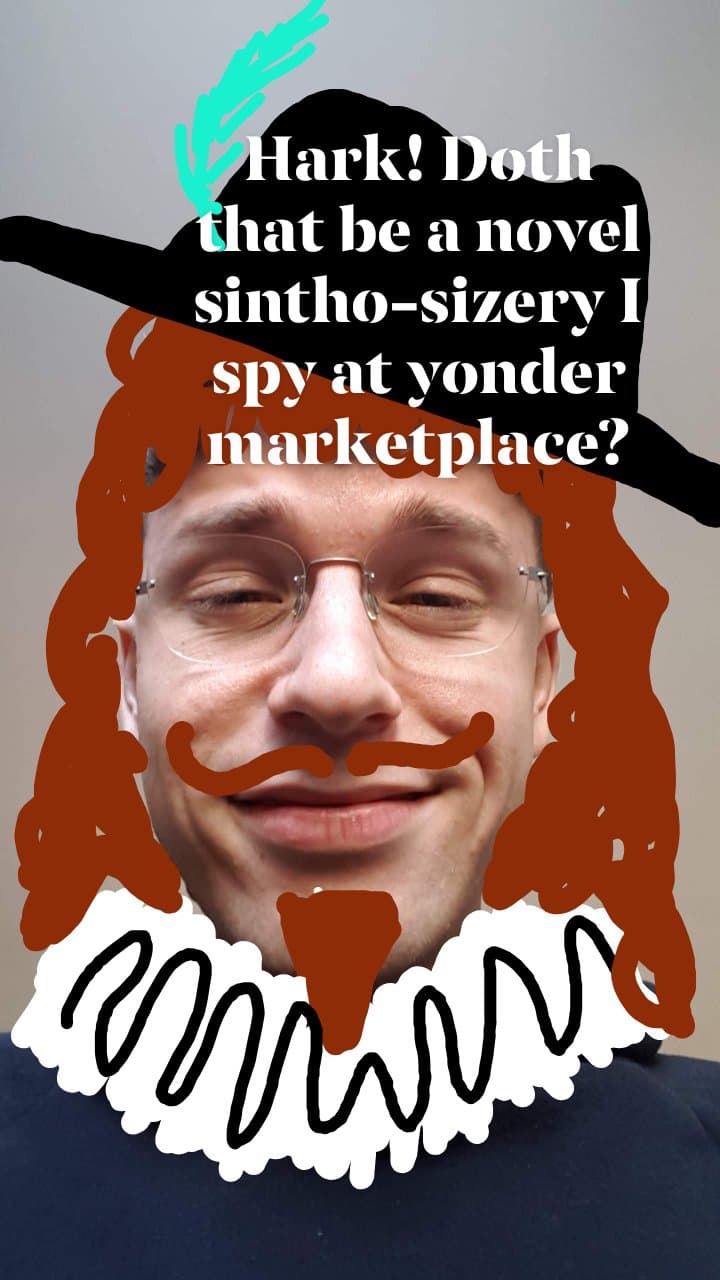 Hark! Doth
that be a novel
sintho-sizery I
spy at yonder
marketplace?